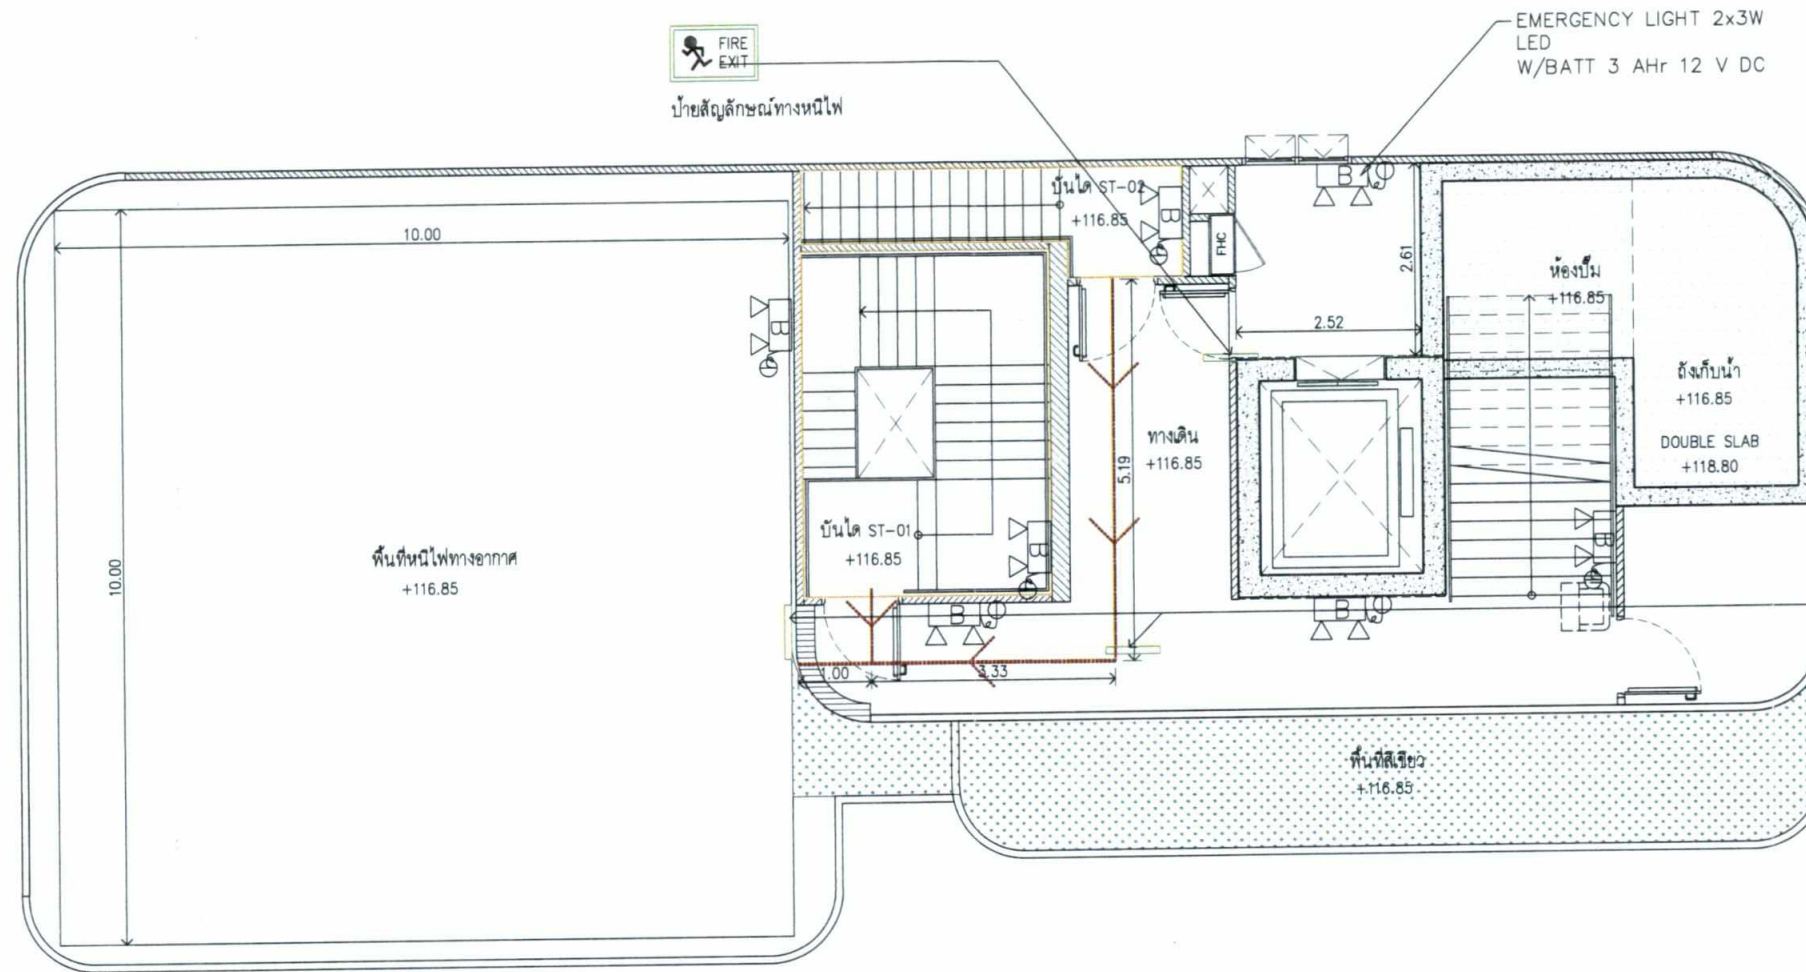 EMERGENCY LIGHT 2x3W
LED
W/BATT 3 AHr 12 V DC
FIRE
EXIT
ป้ายสัญลักษณ์ทางหนีไฟ
บันได ST-02
+116.85
B
B
FHC
10.00
2.61
ห้องปั๊ม
+116.85
2.52
B
ถังเก็บน้ำ
+116.85
DOUBLE SLAB
+118.80
ทางเดิน
+116.85
5.19
บันได ST-01
+116.85
B
B
พื้นที่หนีไฟทางอากาศ
+116.85
10.00
B
B
1.00
3.33
พื้นที่สีเขียว
+116.85